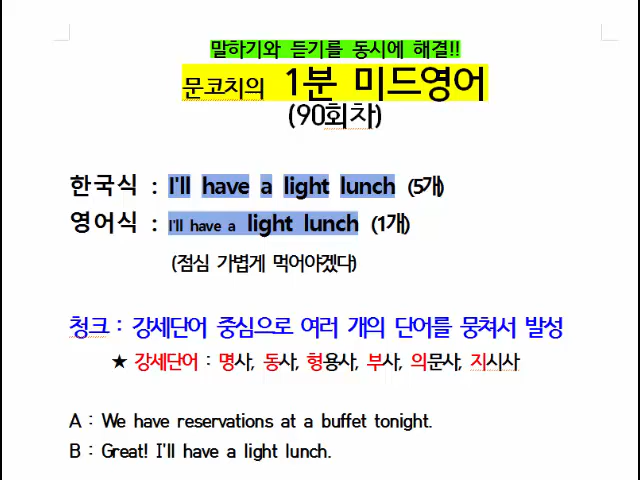 말하기와 듣기를 동시에 해결!!
문코치의 1분 미드영어
(90회차)
한국식 : I'll have a light lunch (5개)
영어식 : I'll have a light lunch (1개)
(점심 가볍게 먹어야겠다)
청크 : 강세단어 중심으로 여러 개의 단어를 뭉쳐서 발성
★ 강세단어 : 명사, 동사, 형용사, 부사, 의문사, 지시사
A : We have reservations at a buffet tonight.
B : Great! I'll have a light lunch.